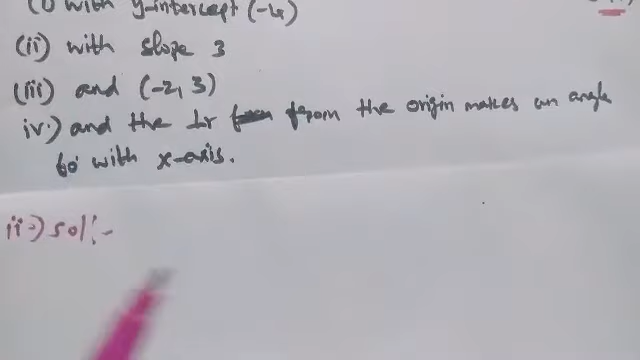 (i) with y-intercept (-4)
(ii) with slope 3
(iii) and (-2, 3)
iv.) and the ⊥r from the origin makes an angle
60° with x-axis.
ii:) sol:-